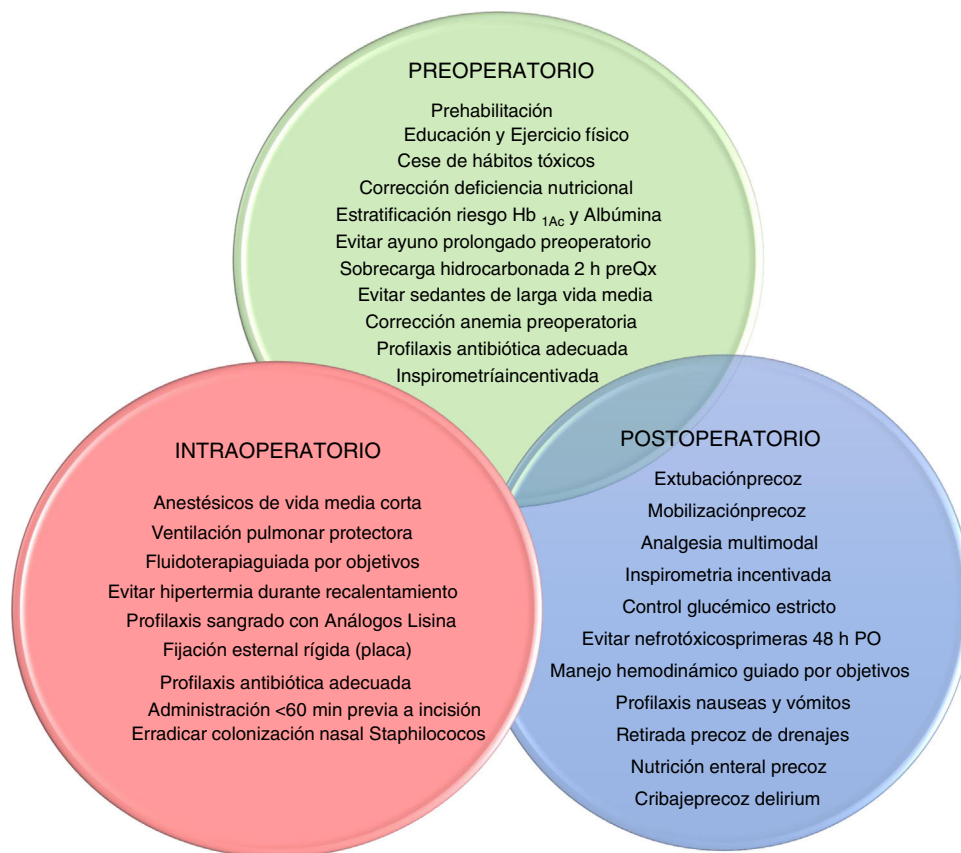 PREOPERATORIO
Prehabilitación
Educación y Ejercicio físico
Cese de hábitos tóxicos
Corrección deficiencia nutricional
Estratificación riesgo Hb 1Ac y Albúmina
Evitar ayuno prolongado preoperatorio
Sobrecarga hidrocarbonada 2 h preQx
Evitar sedantes de larga vida media
Corrección anemia preoperatoria
Profilaxis antibiótica adecuada
Inspirometríaincentivada
INTRAOPERATORIO
Anestésicos de vida media corta
Ventilación pulmonar protectora
Fluidoterapiaguiada por objetivos
Evitar hipertermia durante recalentamiento
Profilaxis sangrado con Análogos Lisina
Fijación esternal rígida (placa)
Profilaxis antibiótica adecuada
Administración <60 min previa a incisión
Erradicar colonización nasal Staphilococos
POSTOPERATORIO
Extubaciónprecoz
Mobilizaciónprecoz
Analgesia multimodal
Inspirometria incentivada
Control glucémico estricto
Evitar nefrotóxicosprimeras 48 h PO
Manejo hemodinámico guiado por objetivos
Profilaxis nauseas y vómitos
Retirada precoz de drenajes
Nutrición enteral precoz
Cribajeprecoz delirium